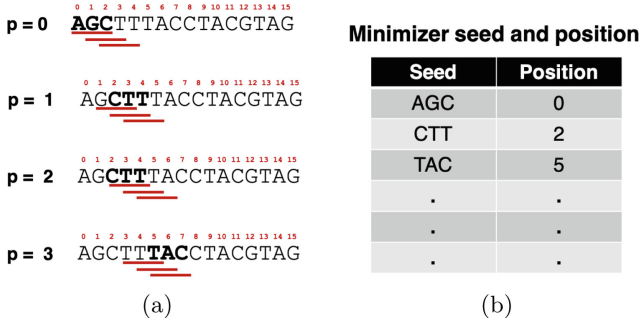 0 1 2 3 4 5 6 7 8 9 10 11 12 13 14 15
p = 0 AGCTTTACCTACGTAG
0 1 2 3 4 5 6 7 8 9 10 11 12 13 14 15
p = 1 AGCTTTACCTACGTAG
0 1 2 3 4 5 6 7 8 9 10 11 12 13 14 15
p = 2 AGCTTTACCTACGTAG
0 1 2 3 4 5 6 7 8 9 10 11 12 13 14 15
p = 3 AGCTTTACCTACGTAG
(a)
Minimizer seed and position
Seed Position
AGC 0
CTT 2
TAC 5
. .
. .
. .
(b)